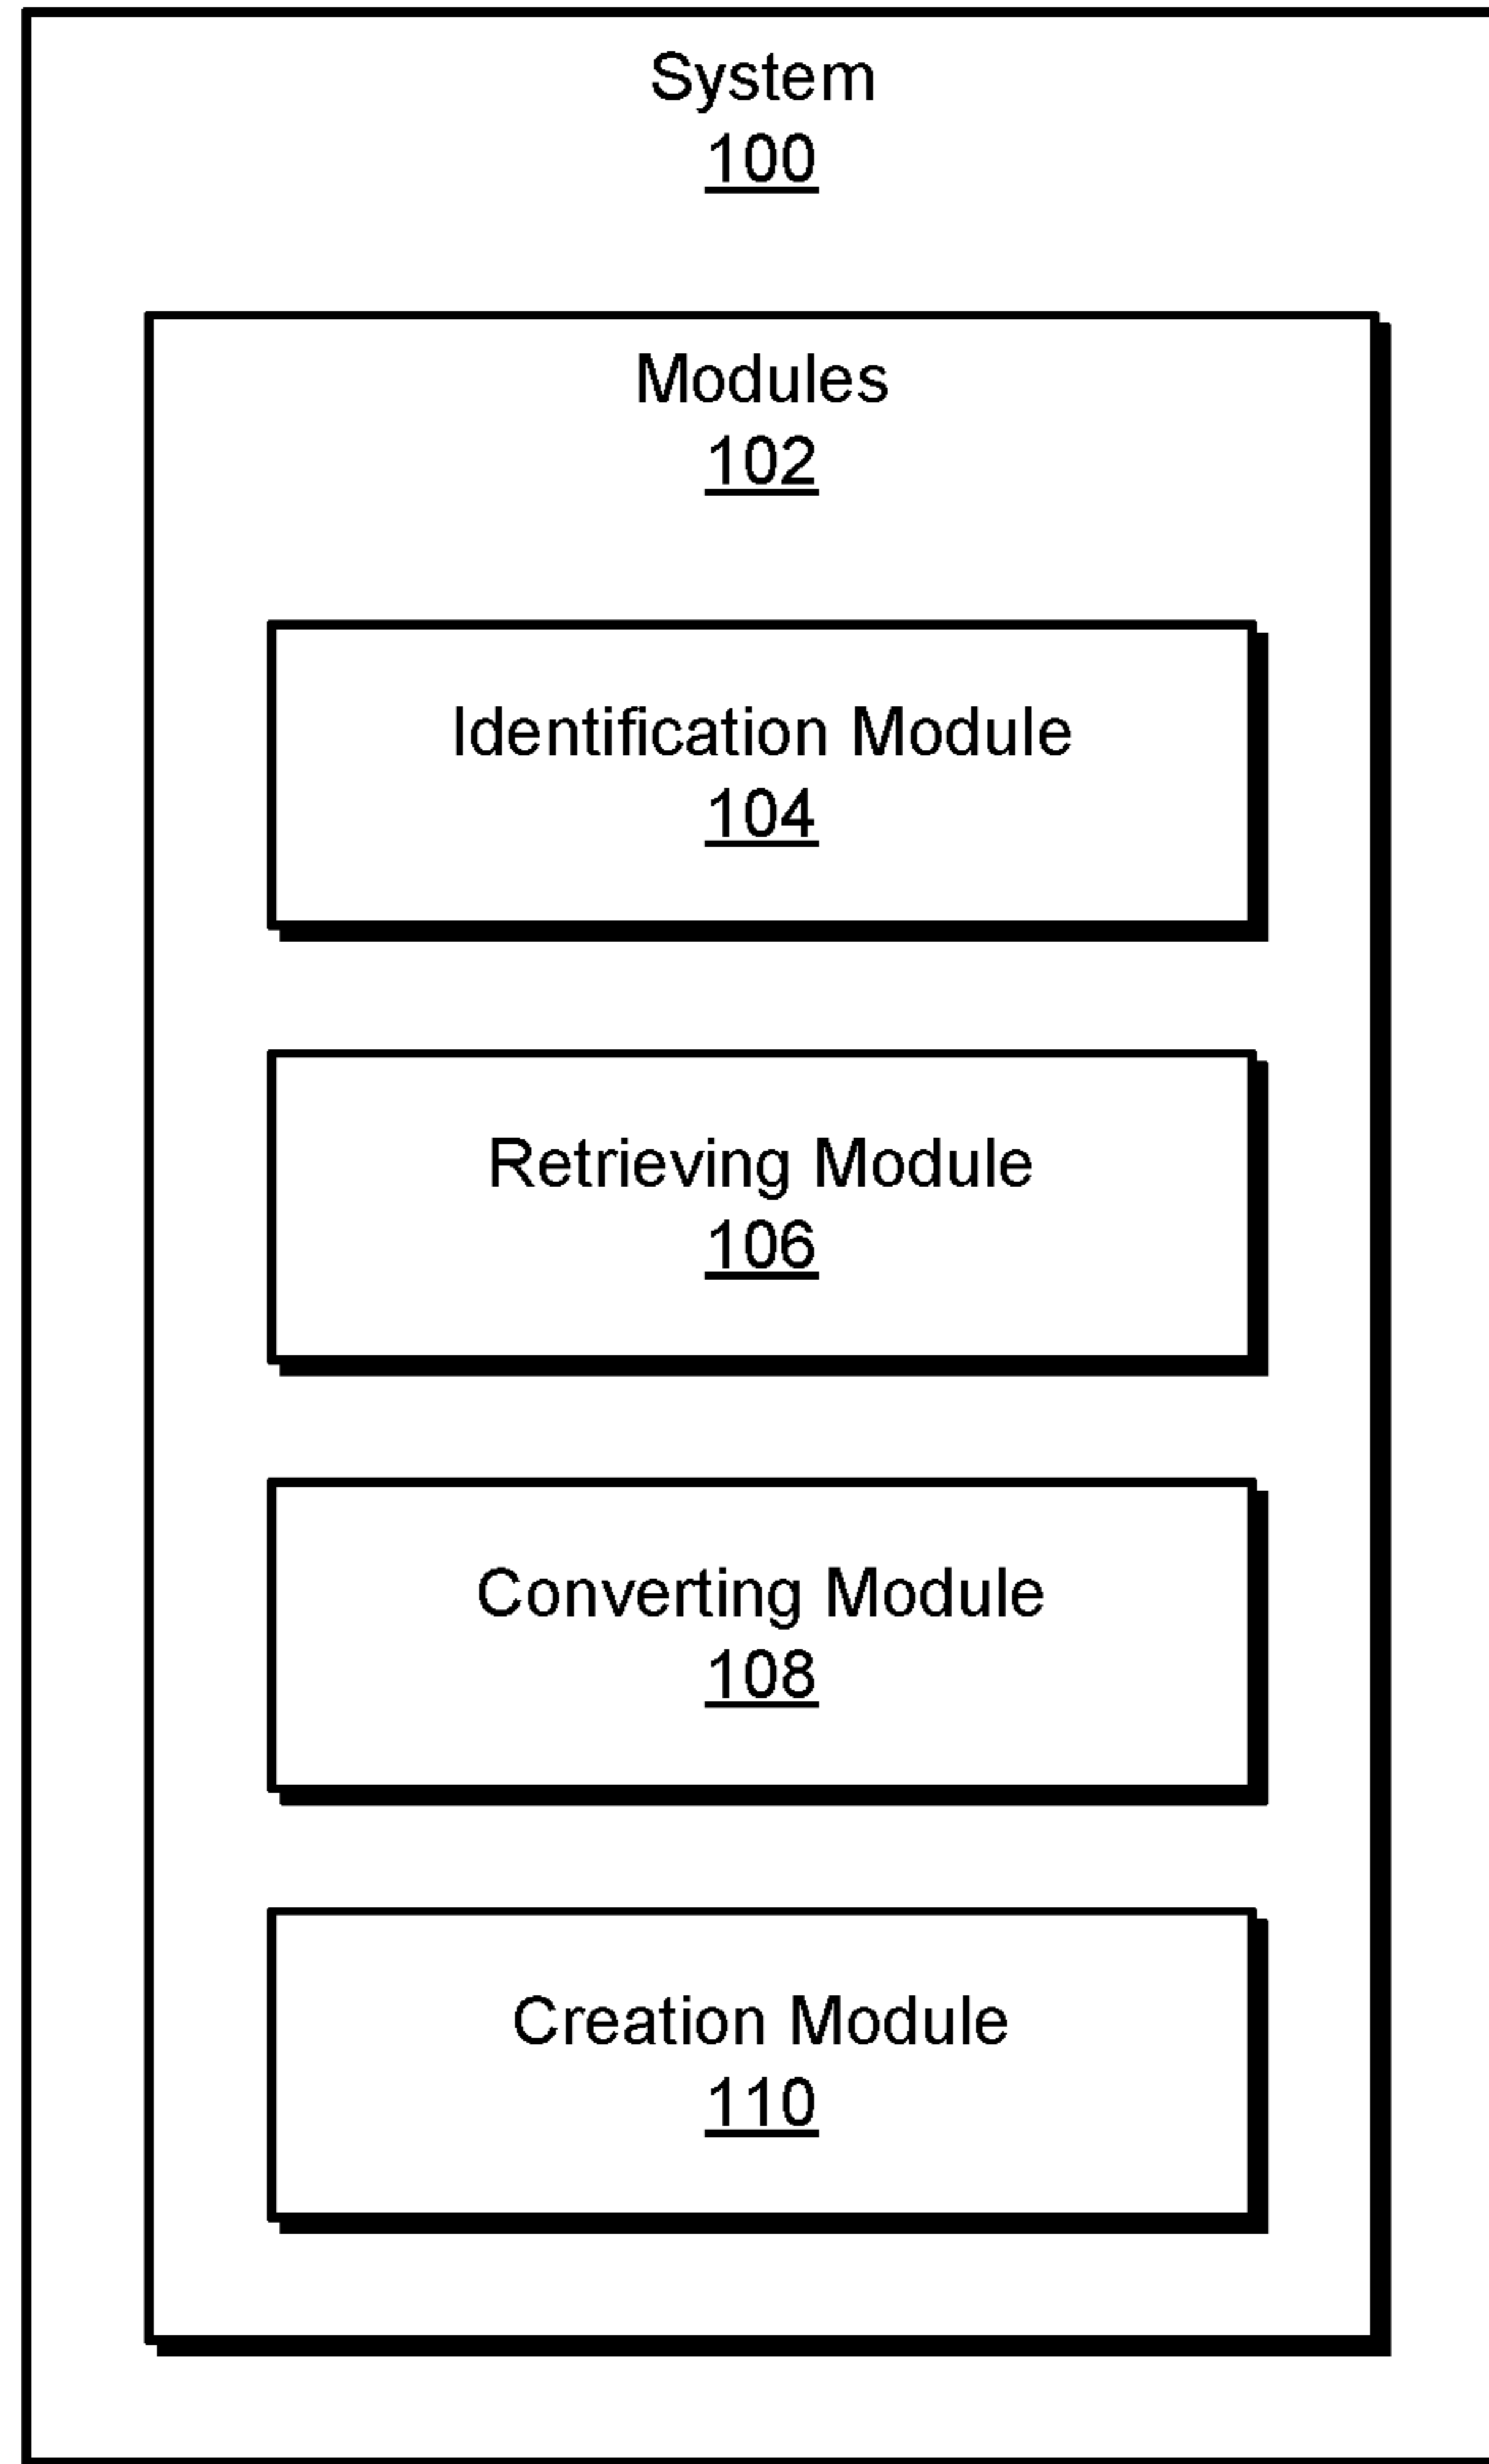 System
100
Modules
102
Identification Module
104
Retrieving Module
106
Converting Module
108
Creation Module
110